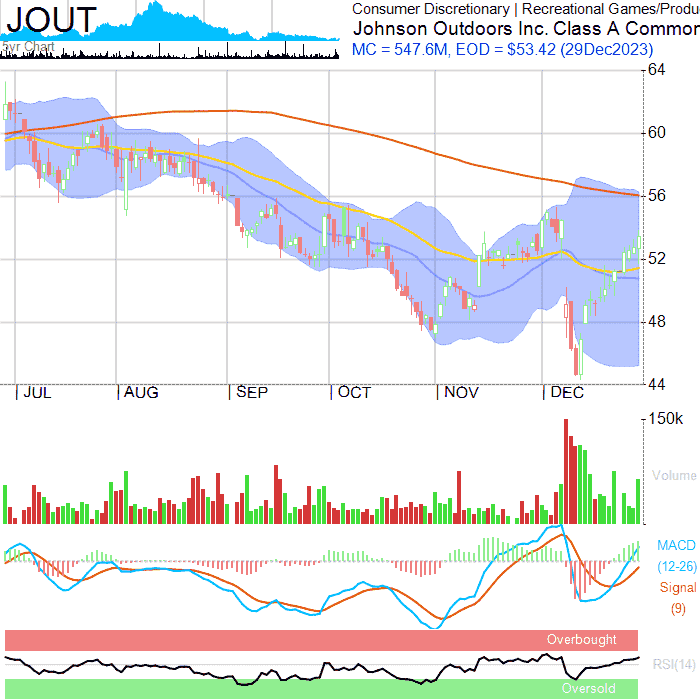 JOUT
5yr Chart
Consumer Discretionary | Recreational Games/Produ
Johnson Outdoors Inc. Class A Common
MC = 547.6M, EOD = $53.42 (29Dec2023)
64
60
56
52
48
44
| JUL | AUG | SEP | OCT | NOV | DEC
150k
Volume
MACD
(12-26)
Signal
(9)
Overbought
RSI(14)
Oversold